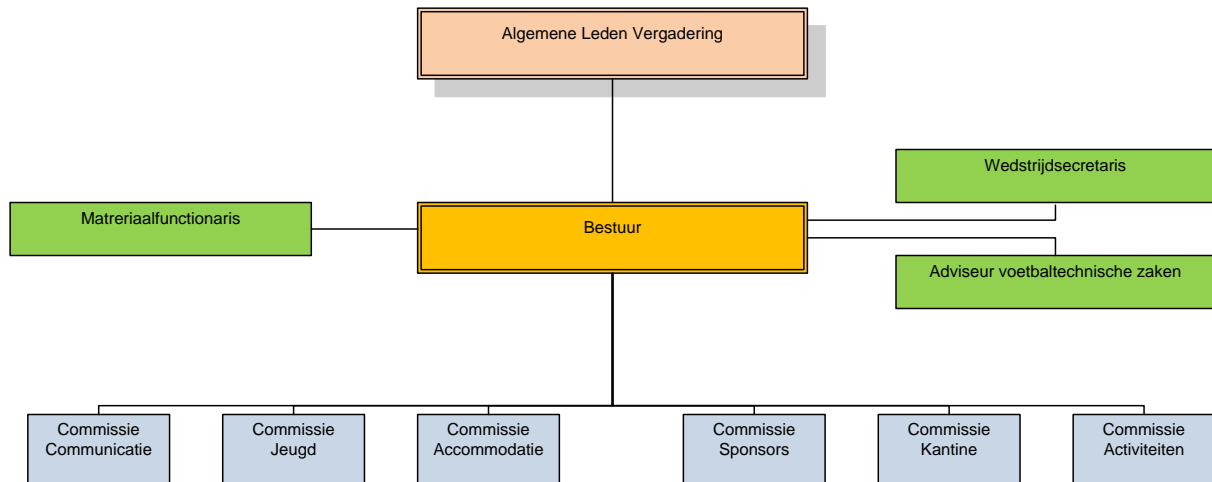 Algemene Leden Vergadering
Wedstrijdsecretaris
Matreriaalfunctionaris
Bestuur
Adviseur voetbaltechnische zaken
Commissie
Communicatie
Commissie
Jeugd
Commissie
Accommodatie
Commissie
Sponsors
Commissie
Kantine
Commissie
Activiteiten